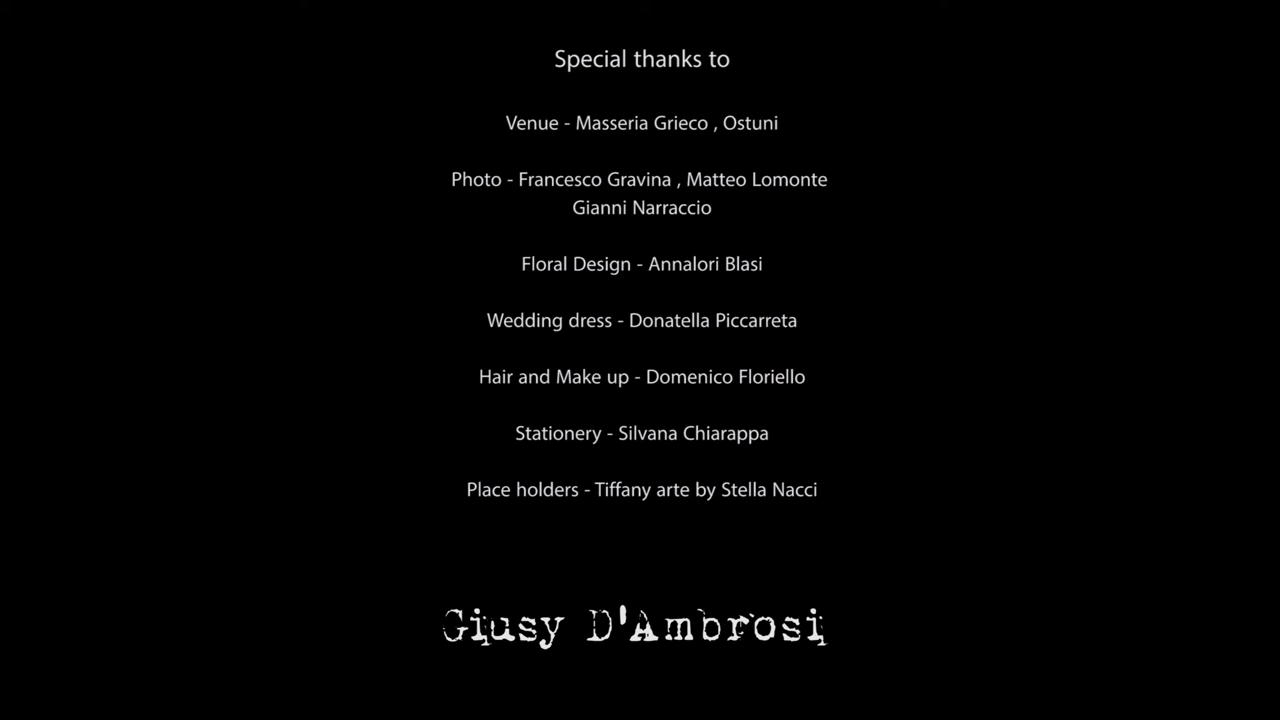 Special thanks to
Venue - Masseria Grieco , Ostuni
Photo - Francesco Gravina , Matteo Lomonte
Gianni Narraccio
Floral Design - Annalori Blasi
Wedding dress - Donatella Piccarreta
Hair and Make up - Domenico Floriello
Stationery - Silvana Chiarappa
Place holders - Tiffany arte by Stella Nacci
Giusy D'Ambrosi